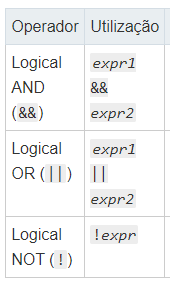 Operador Utilização
Logical expr1
AND &&
(&&) expr2
Logical expr1
OR (||) ||
expr2
Logical !expr
NOT (!)